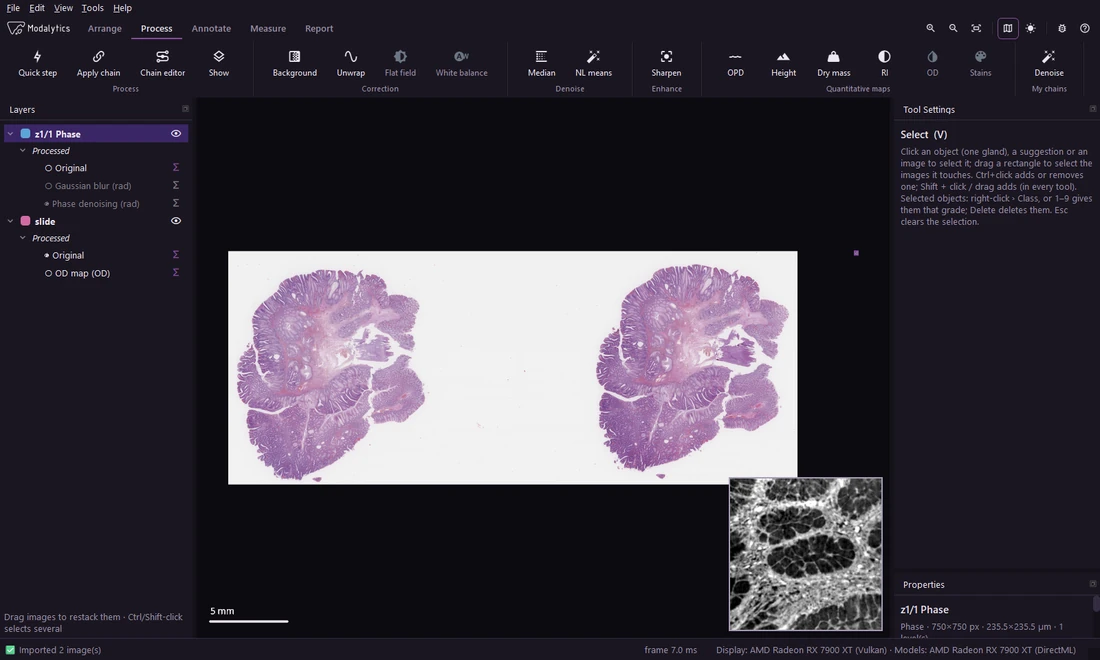 File Edit View Tools Help
Modalytics Arrange Process Annotate Measure Report
Quick step Apply chain Chain editor Show Background Unwrap Flat field White balance Median NL means Sharpen OPD Height Dry mass RI OD Stains Denoise
Process Correction Denoise Enhance Quantitative maps My chains
Layers
z1/1 Phase
Processed
Original Σ
Gaussian blur (rad) Σ
Phase denoising (rad) Σ
slide
Processed
Original Σ
OD map (OD) Σ
Drag images to restack them · Ctrl/Shift-click
selects several
5 mm
Tool Settings
Select (V)
Click an object (one gland), a suggestion or an
image to select it; drag a rectangle to select the
images it touches. Ctrl+click adds or removes
one; Shift + click / drag adds (in every tool).
Selected objects: right-click › Class, or 1–9 gives
them that grade; Delete deletes them. Esc
clears the selection.
Properties
z1/1 Phase
Phase · 750×750 px · 235.5×235.5 µm · 1
level)
Imported 2 image(s)
frame 7.0 ms
Display: AMD Radeon RX 7900 XT (Vulkan) · Models: AMD Radeon RX 7900 XT (DirectML)